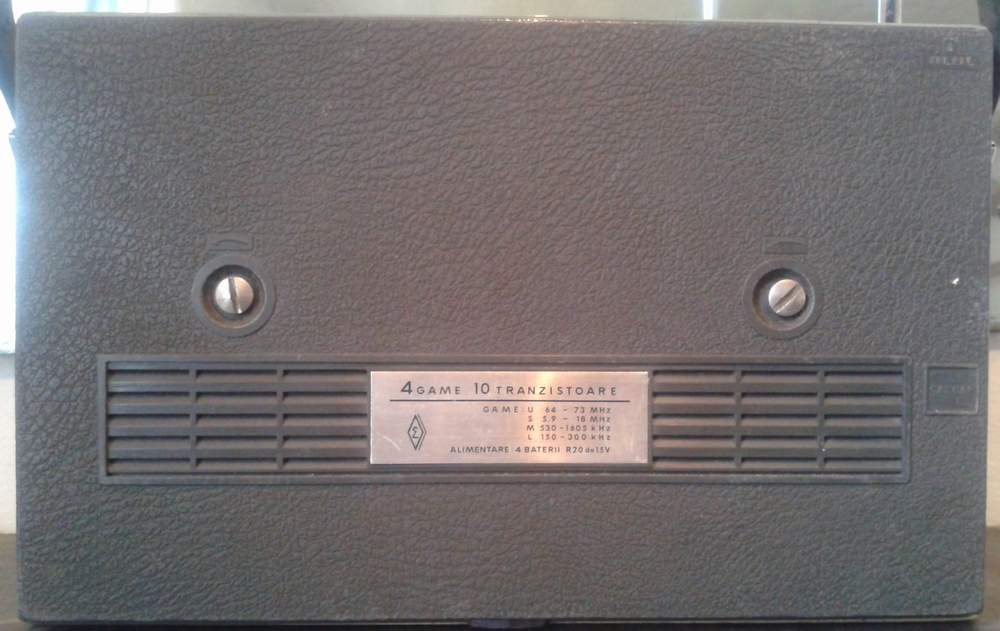 4 GAME 10 TRANZISTOARE
GAME U 64 - 73 MHz
S 5.9 - 18 MHz
M 530-1605 kHz
L 150-300 kHz
ALIMENTARE 4 BATERII R20 de 1.5V